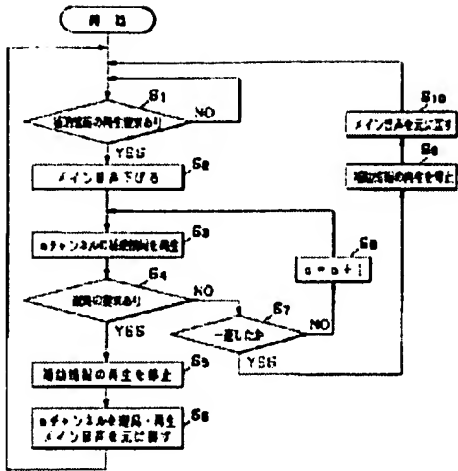 開始
S1
補助情報の再生要求あり
NO
YES
S2
メイン音声下げる
S3
nチャンネルに補助情報を再生
S4
選局の要求あり
NO
YES
S5
補助情報の再生を停止
S6
nチャンネルを選局・再生
メイン音声を元に戻す
S7
一巡したか
NO
YES
S8
n = n + 1
S9
補助情報の再生を停止
S10
メイン音声を元に戻す